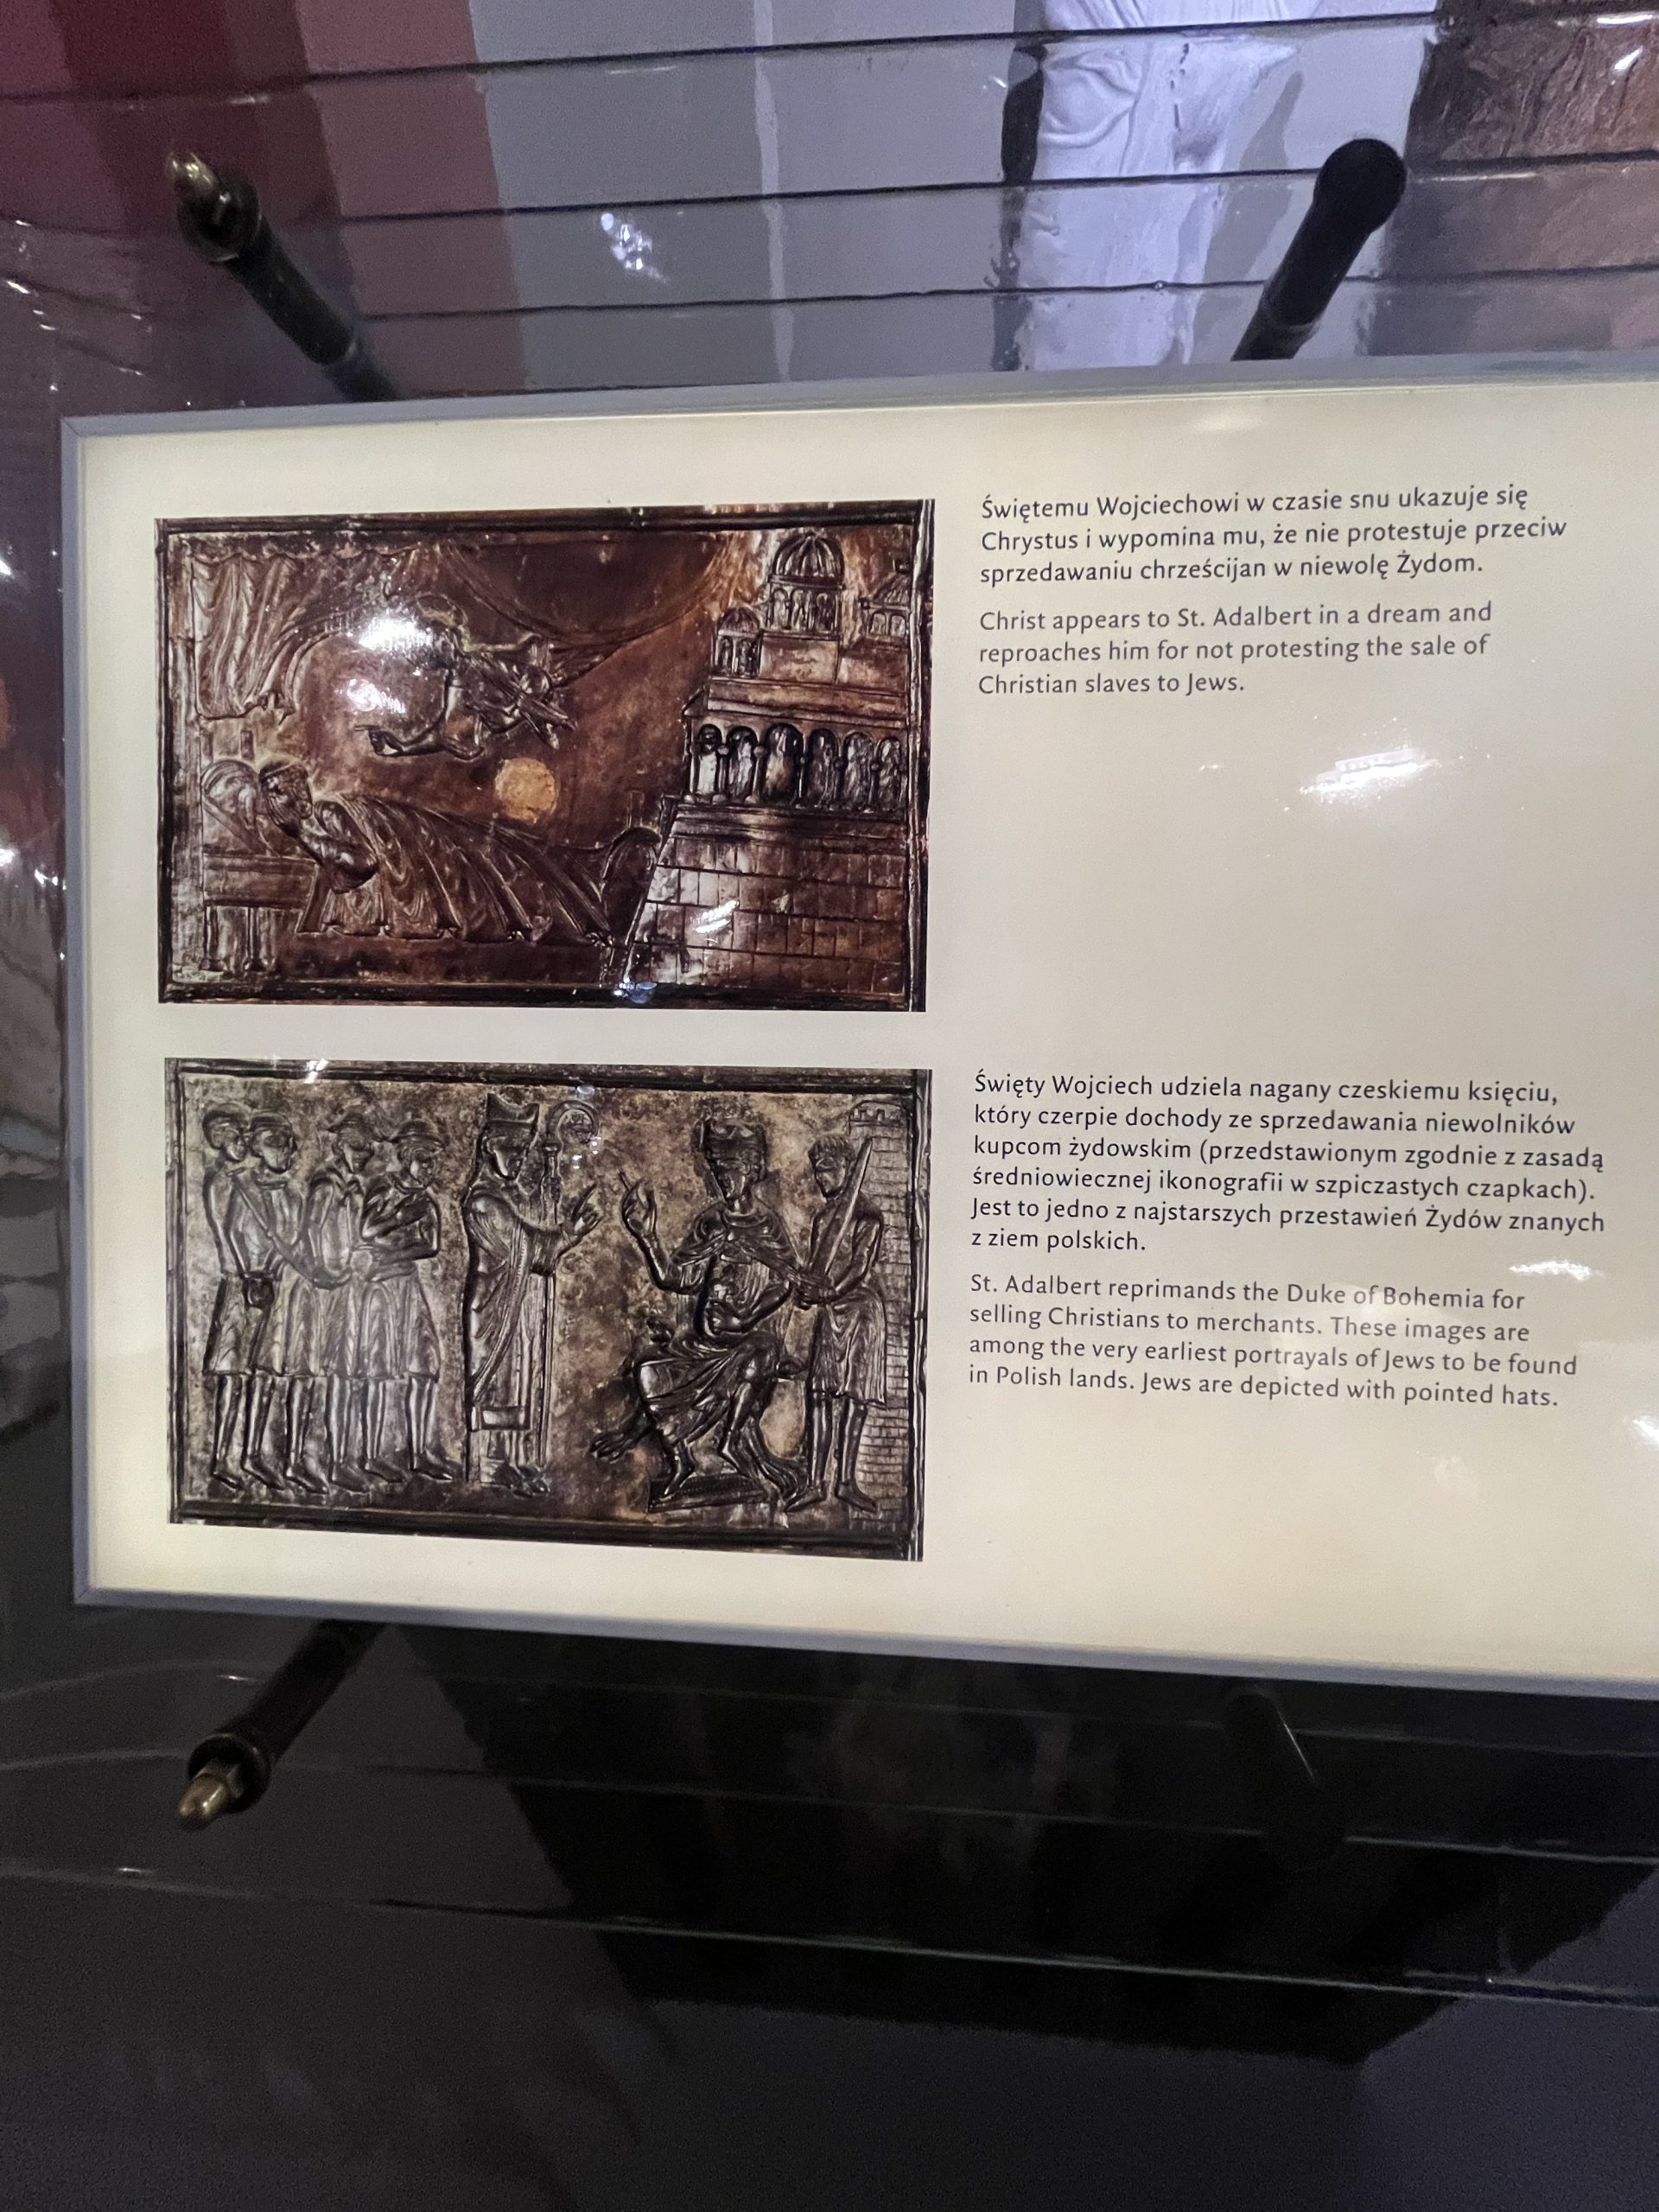 Świętemu Wojciechowi w czasie snu ukazuje się
Chrystus i wypomina mu, że nie protestuje przeciw
sprzedawaniu chrześcijan w niewolę Żydom.
Christ appears to St. Adalbert in a dream and
reproaches him for not protesting the sale of
Christian slaves to Jews.
Święty Wojciech udziela nagany czeskiemu księciu,
który czerpie dochody ze sprzedawania niewolników
kupcom żydowskim (przedstawionym zgodnie z zasadą
średniowiecznej ikonografii w szpiczastych czapkach).
Jest to jedno z najstarszych przestawień Żydów znanych
z ziem polskich.
St. Adalbert reprimands the Duke of Bohemia for
selling Christians to merchants. These images are
among the very earliest portrayals of Jews to be found
in Polish lands. Jews are depicted with pointed hats.